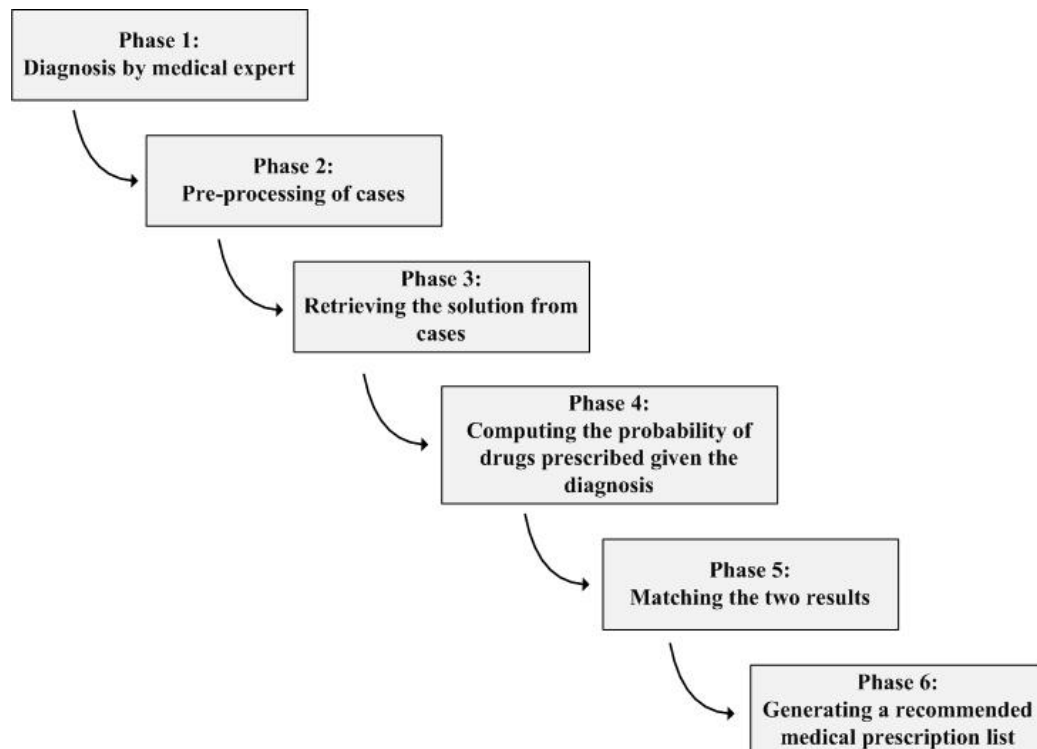 Phase 1:
Diagnosis by medical expert
Phase 2:
Pre-processing of cases
Phase 3:
Retrieving the solution from
cases
Phase 4:
Computing the probability of
drugs prescribed given the
diagnosis
Phase 5:
Matching the two results
Phase 6:
Generating a recommended
medical prescription list